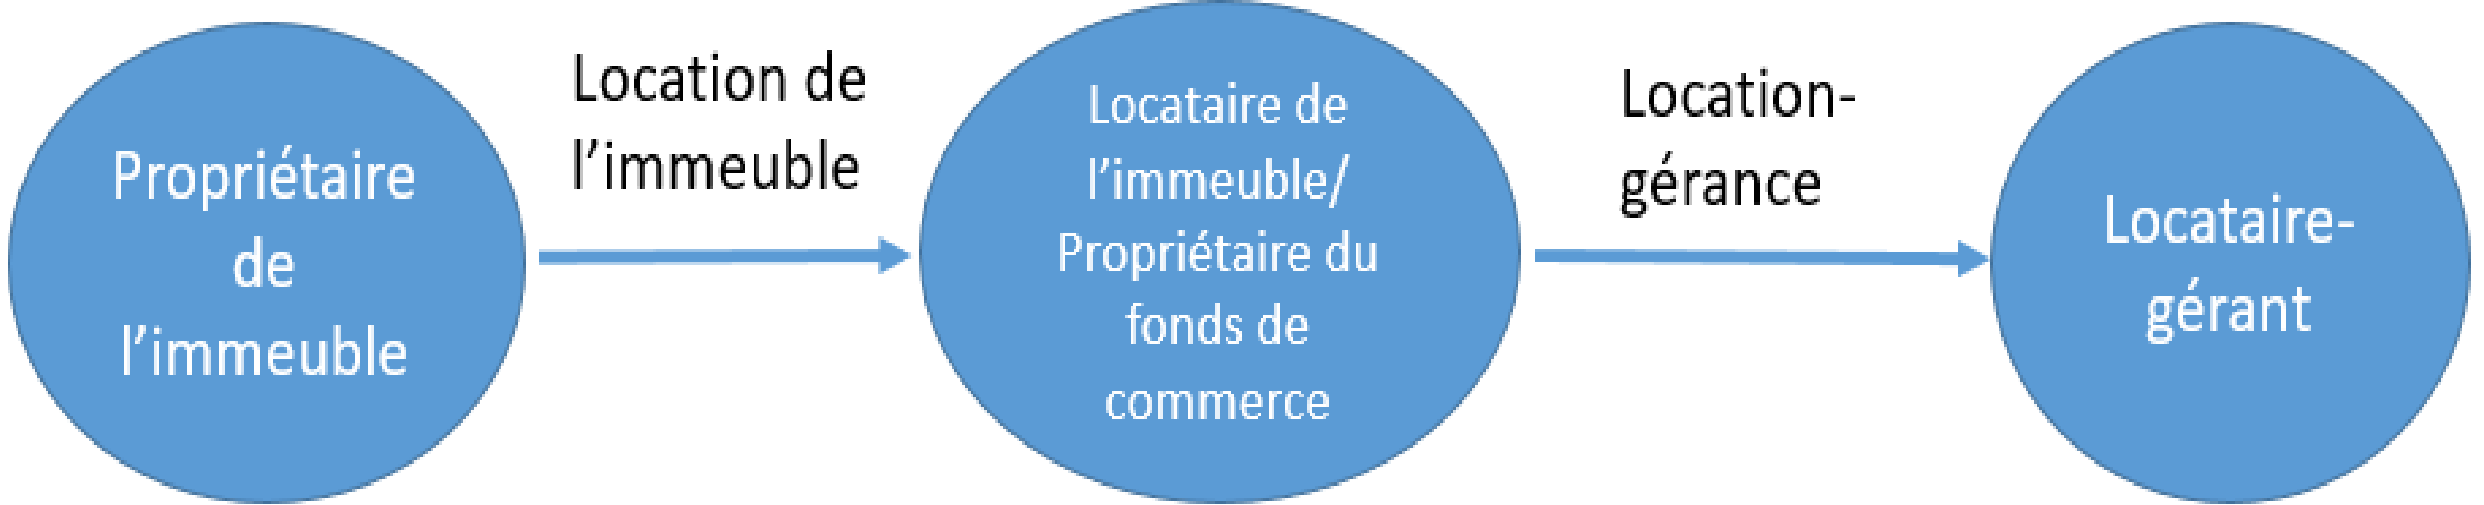 Propriétaire
de
l’immeuble
Location de
l’immeuble
Locataire de
l’immeuble/
Propriétaire du
fonds de
commerce
Location-
gérance
Locataire-
gérant